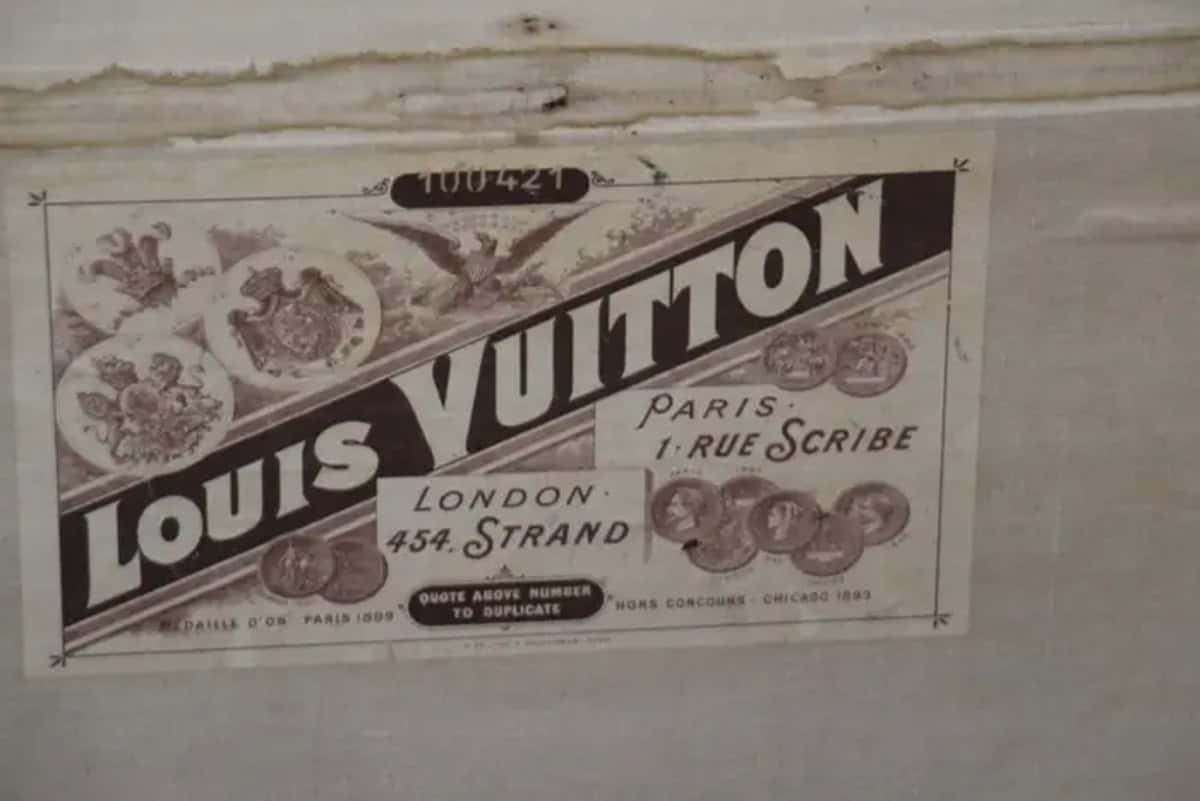 100421
LOUIS VUITTON
PARIS.
1. RUE SCRIBE
LONDON.
454. STRAND
QUOTE ABOVE NUMBER
TO DUPLICATE
MÉDAILLE D'OR PARIS 1889
HORS CONCOURS - CHICAGO 1893